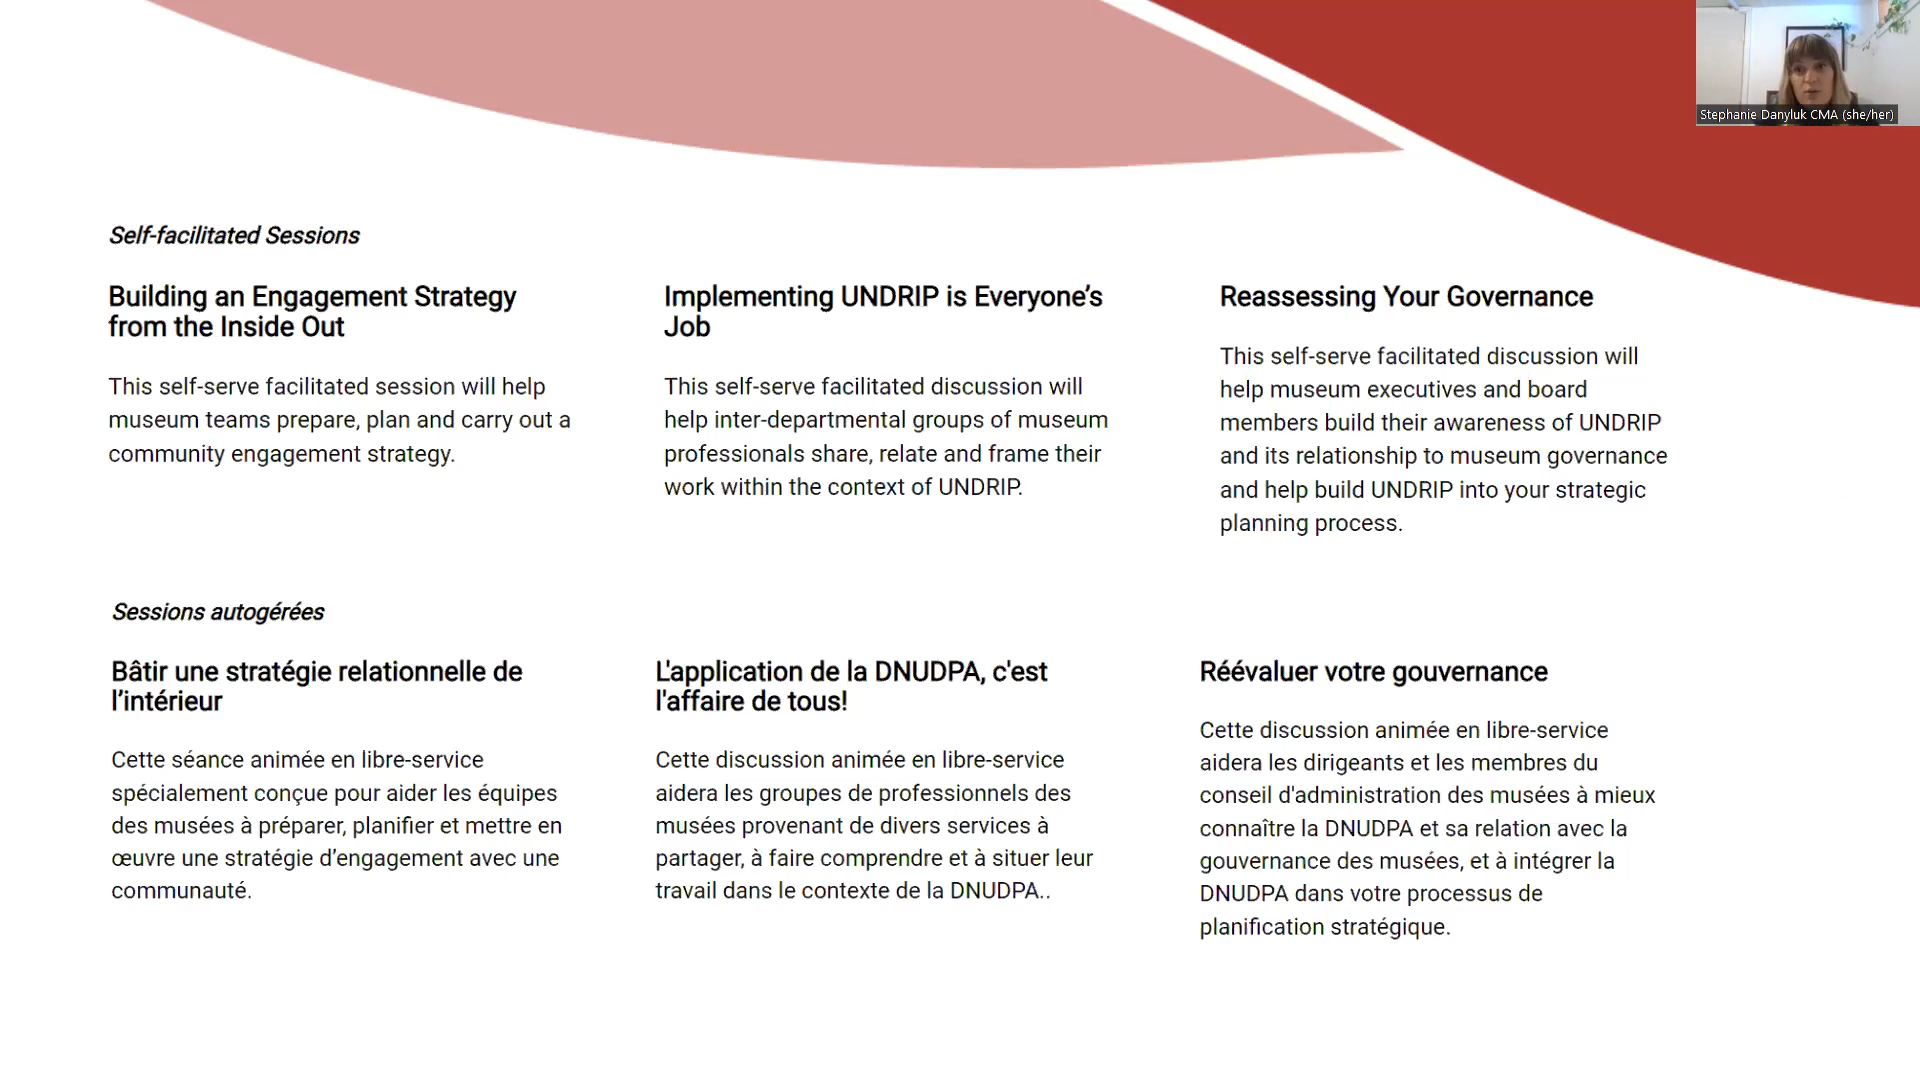 Stephanie Danyluk CMA (she/her)
Self-facilitated Sessions
Building an Engagement Strategy
from the Inside Out
This self-serve facilitated session will help
museum teams prepare, plan and carry out a
community engagement strategy.
Implementing UNDRIP is Everyone’s
Job
This self-serve facilitated discussion will
help inter-departmental groups of museum
professionals share, relate and frame their
work within the context of UNDRIP.
Reassessing Your Governance
This self-serve facilitated discussion will
help museum executives and board
members build their awareness of UNDRIP
and its relationship to museum governance
and help build UNDRIP into your strategic
planning process.
Sessions autogérées
Bâtir une stratégie relationnelle de
l’intérieur
Cette séance animée en libre-service
spécialement conçue pour aider les équipes
des musées à préparer, planifier et mettre en
œuvre une stratégie d’engagement avec une
communauté.
L'application de la DNUDPA, c'est
l'affaire de tous!
Cette discussion animée en libre-service
aidera les groupes de professionnels des
musées provenant de divers services à
partager, à faire comprendre et à situer leur
travail dans le contexte de la DNUDPA..
Réévaluer votre gouvernance
Cette discussion animée en libre-service
aidera les dirigeants et les membres du
conseil d'administration des musées à mieux
connaître la DNUDPA et sa relation avec la
gouvernance des musées, et à intégrer la
DNUDPA dans votre processus de
planification stratégique.